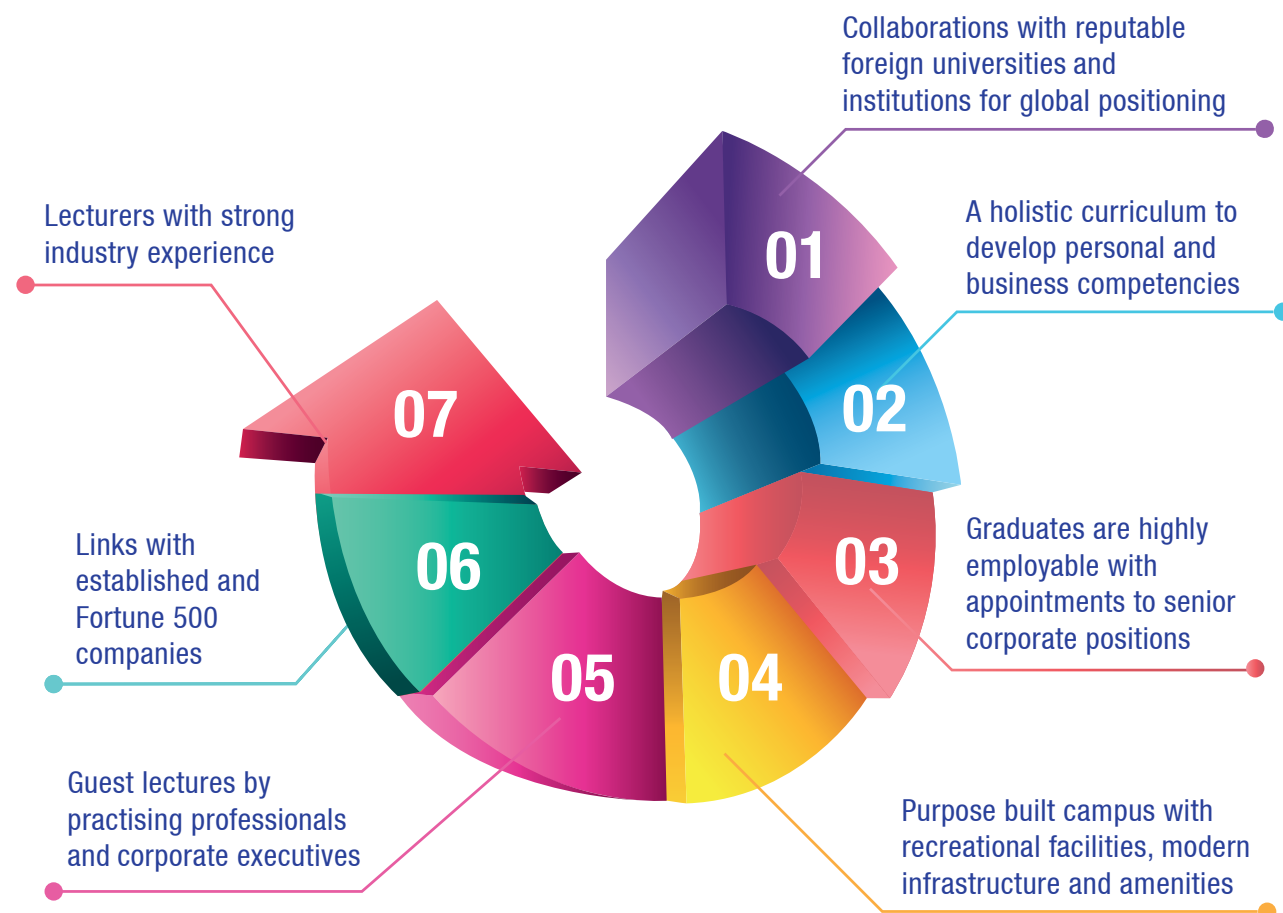 01
Collaborations with reputable
foreign universities and
institutions for global positioning
02
A holistic curriculum to
develop personal and
business competencies
03
Graduates are highly
employable with
appointments to senior
corporate positions
04
Purpose built campus with
recreational facilities, modern
infrastructure and amenities
05
Guest lectures by
practising professionals
and corporate executives
06
Links with
established and
Fortune 500
companies
07
Lecturers with strong
industry experience